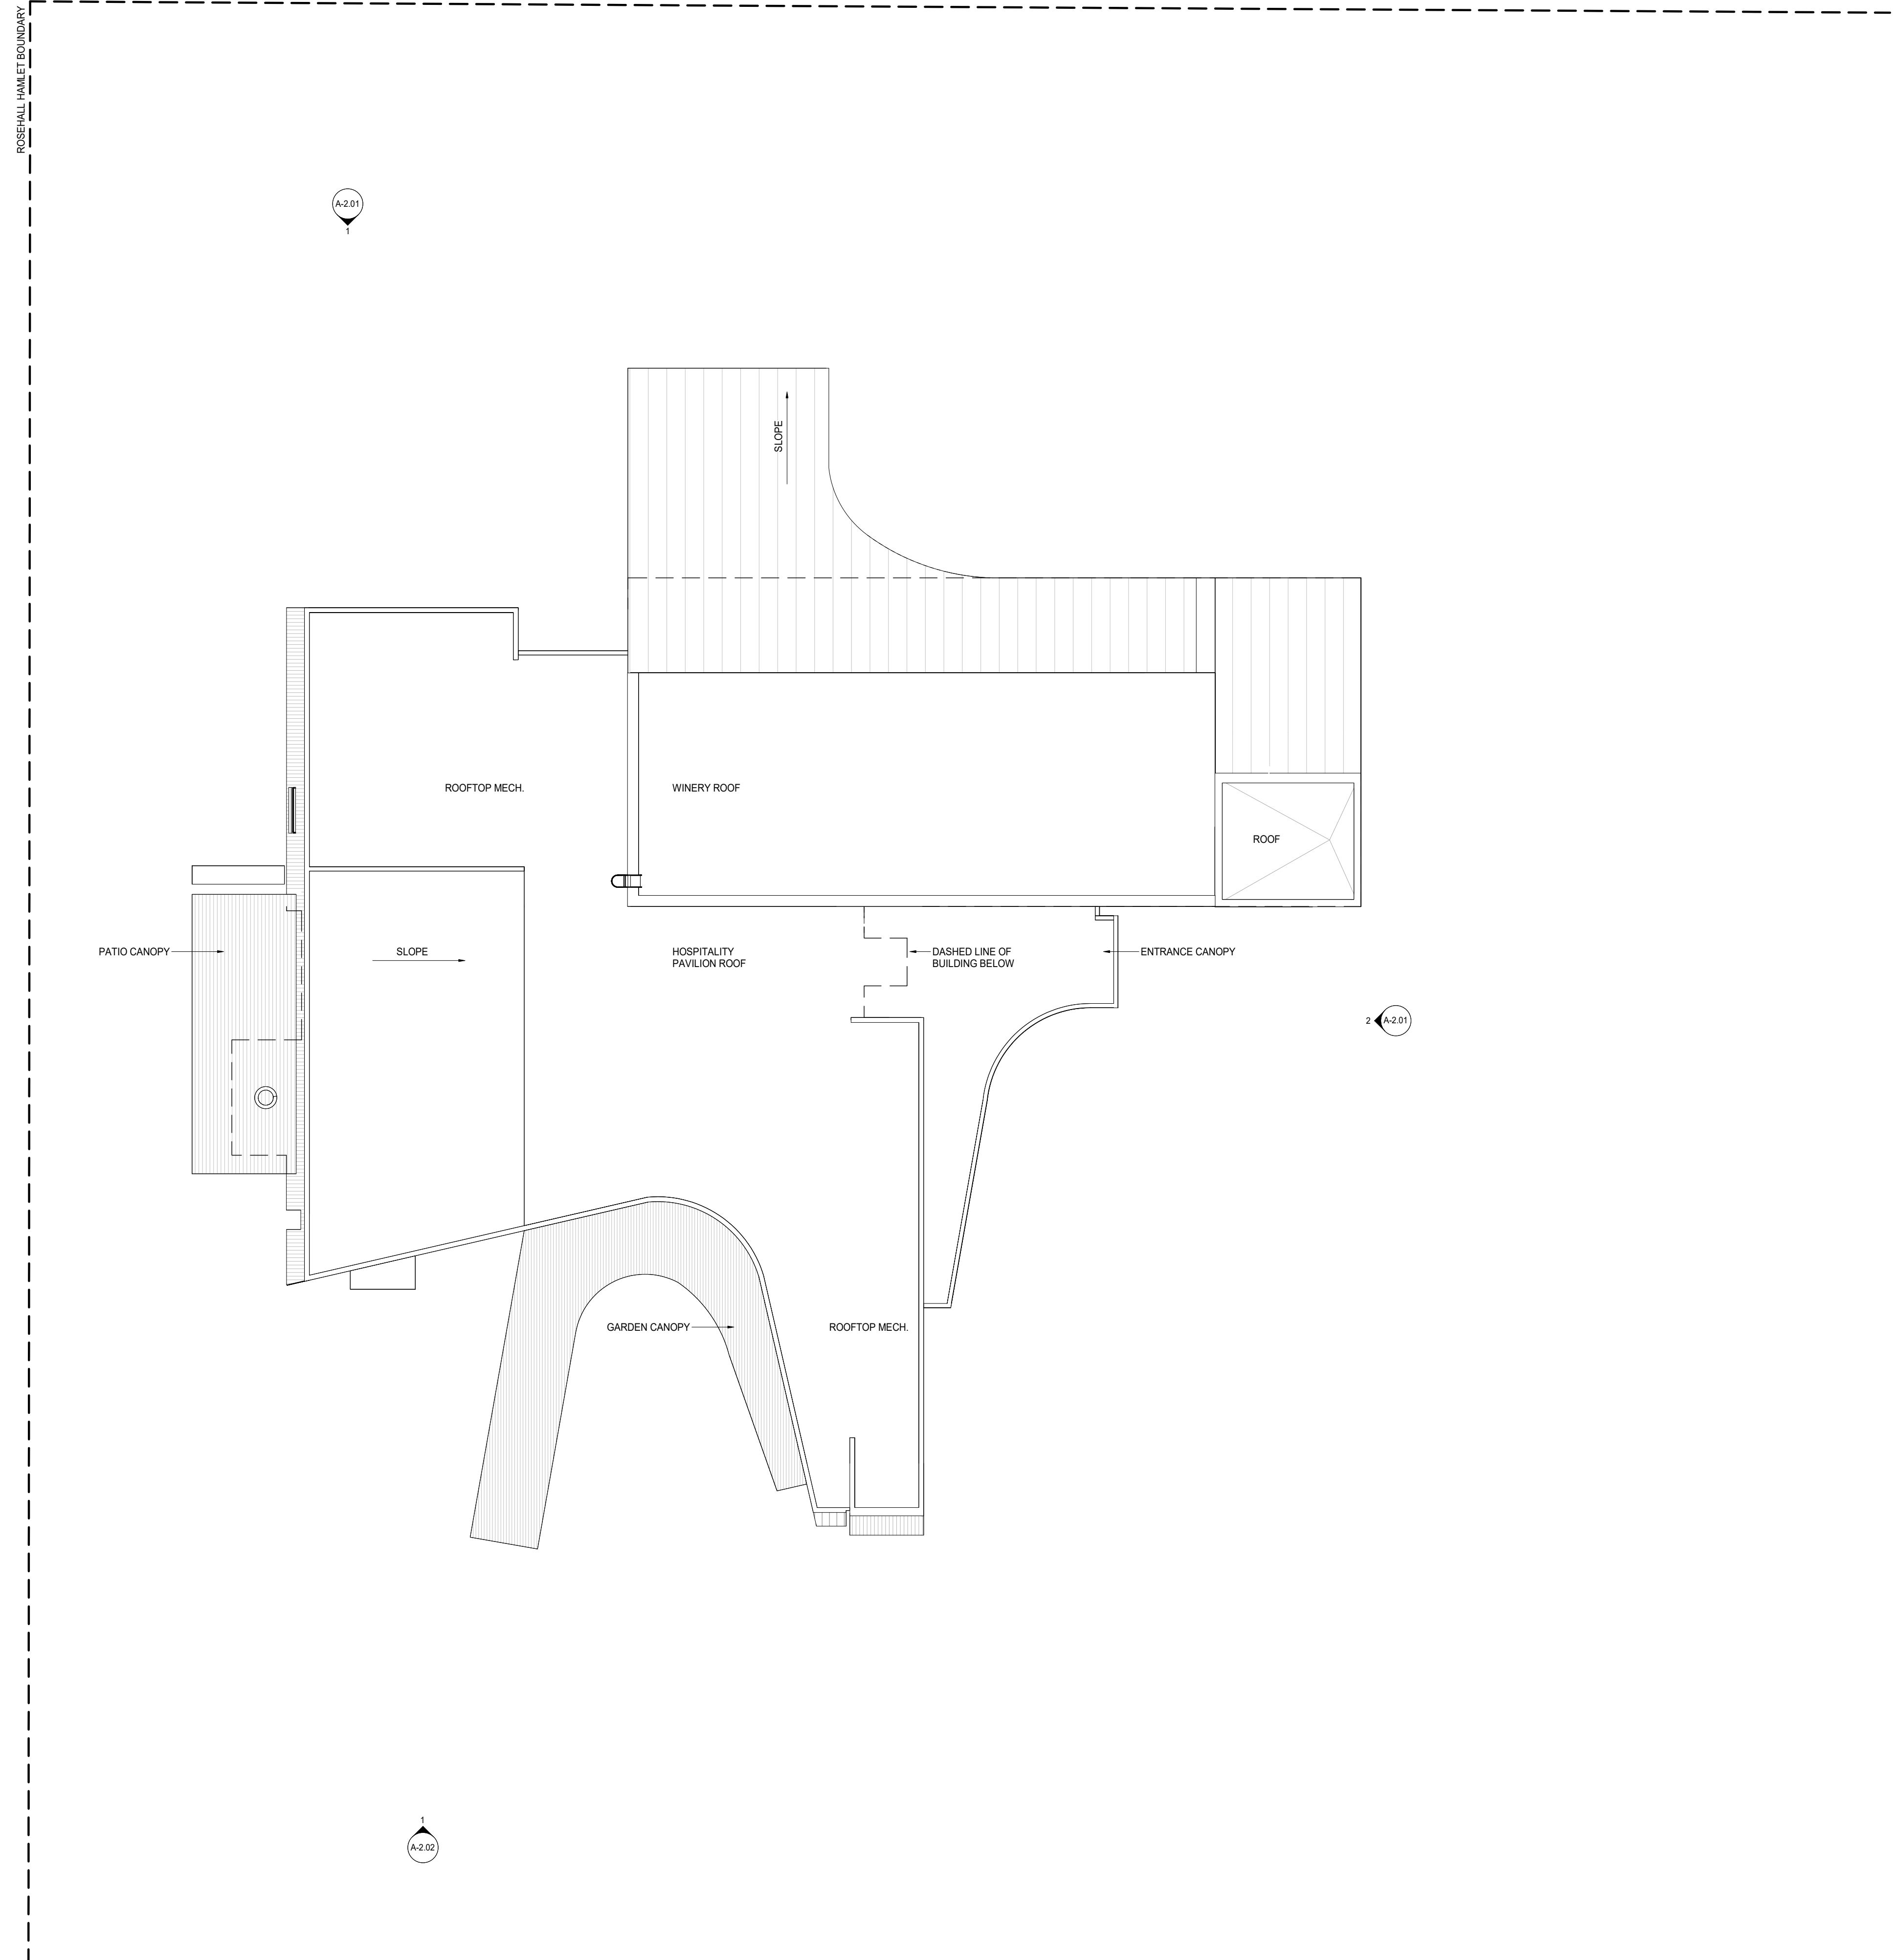 ROSEHALL HAMLET BOUNDARY
A-2.01
1
SLOPE
ROOFTOP MECH.
WINERY ROOF
ROOF
PATIO CANOPY
SLOPE
HOSPITALITY
PAVILION ROOF
DASHED LINE OF
BUILDING BELOW
ENTRANCE CANOPY
2
A-2.01
GARDEN CANOPY
ROOFTOP MECH.
1
A-2.02